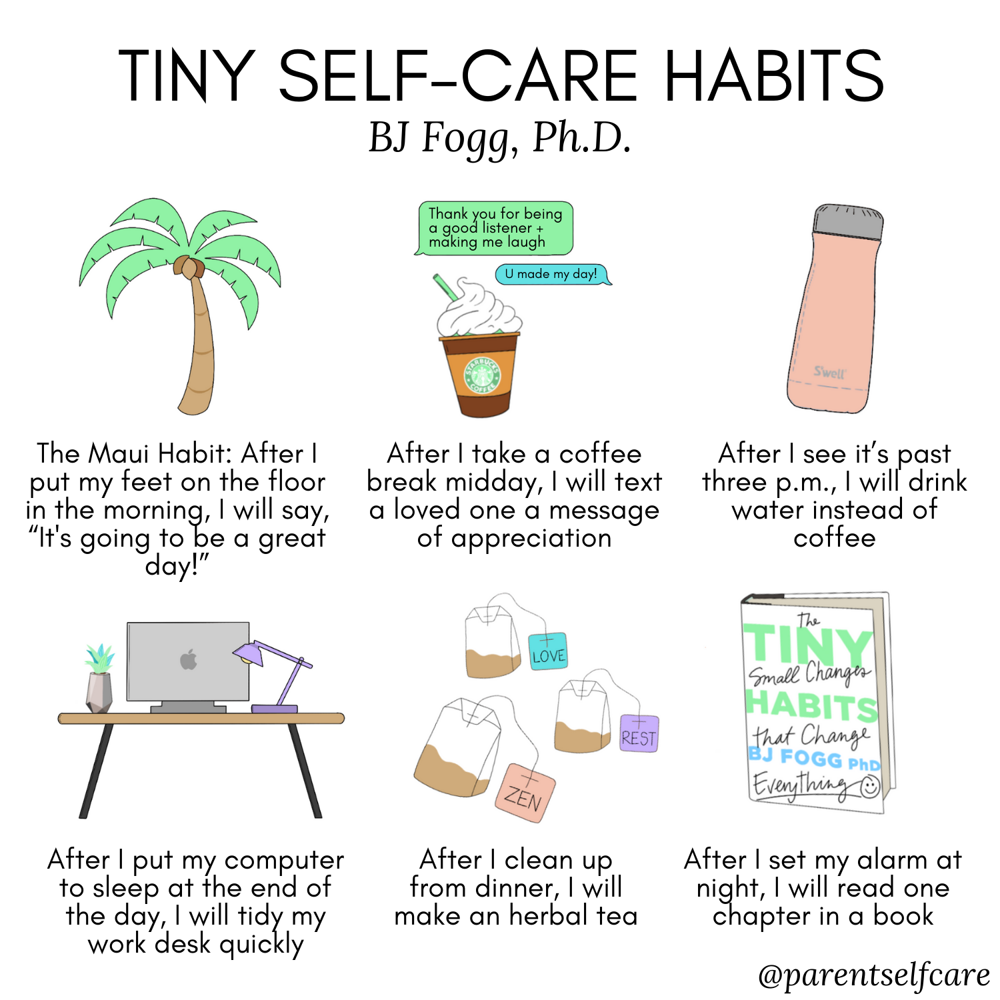 TINY SELF-CARE HABITS
BJ Fogg, Ph.D.
Thank you for being
a good listener +
making me laugh
U made my day!
STARBUCKS
COFFEE
S'well
The Maui Habit: After I
put my feet on the floor
in the morning, I will say,
“It's going to be a great
day!”
After I take a coffee
break midday, I will text
a loved one a message
of appreciation
After I see it’s past
three p.m., I will drink
water instead of
coffee
LOVE
REST
ZEN
The
TINY
Small Changes
HABITS
that Change
BJ FOGG PhD
Everything
After I put my computer
to sleep at the end of
the day, I will tidy my
work desk quickly
After I clean up
from dinner, I will
make an herbal tea
After I set my alarm at
night, I will read one
chapter in a book
@parentselfcare